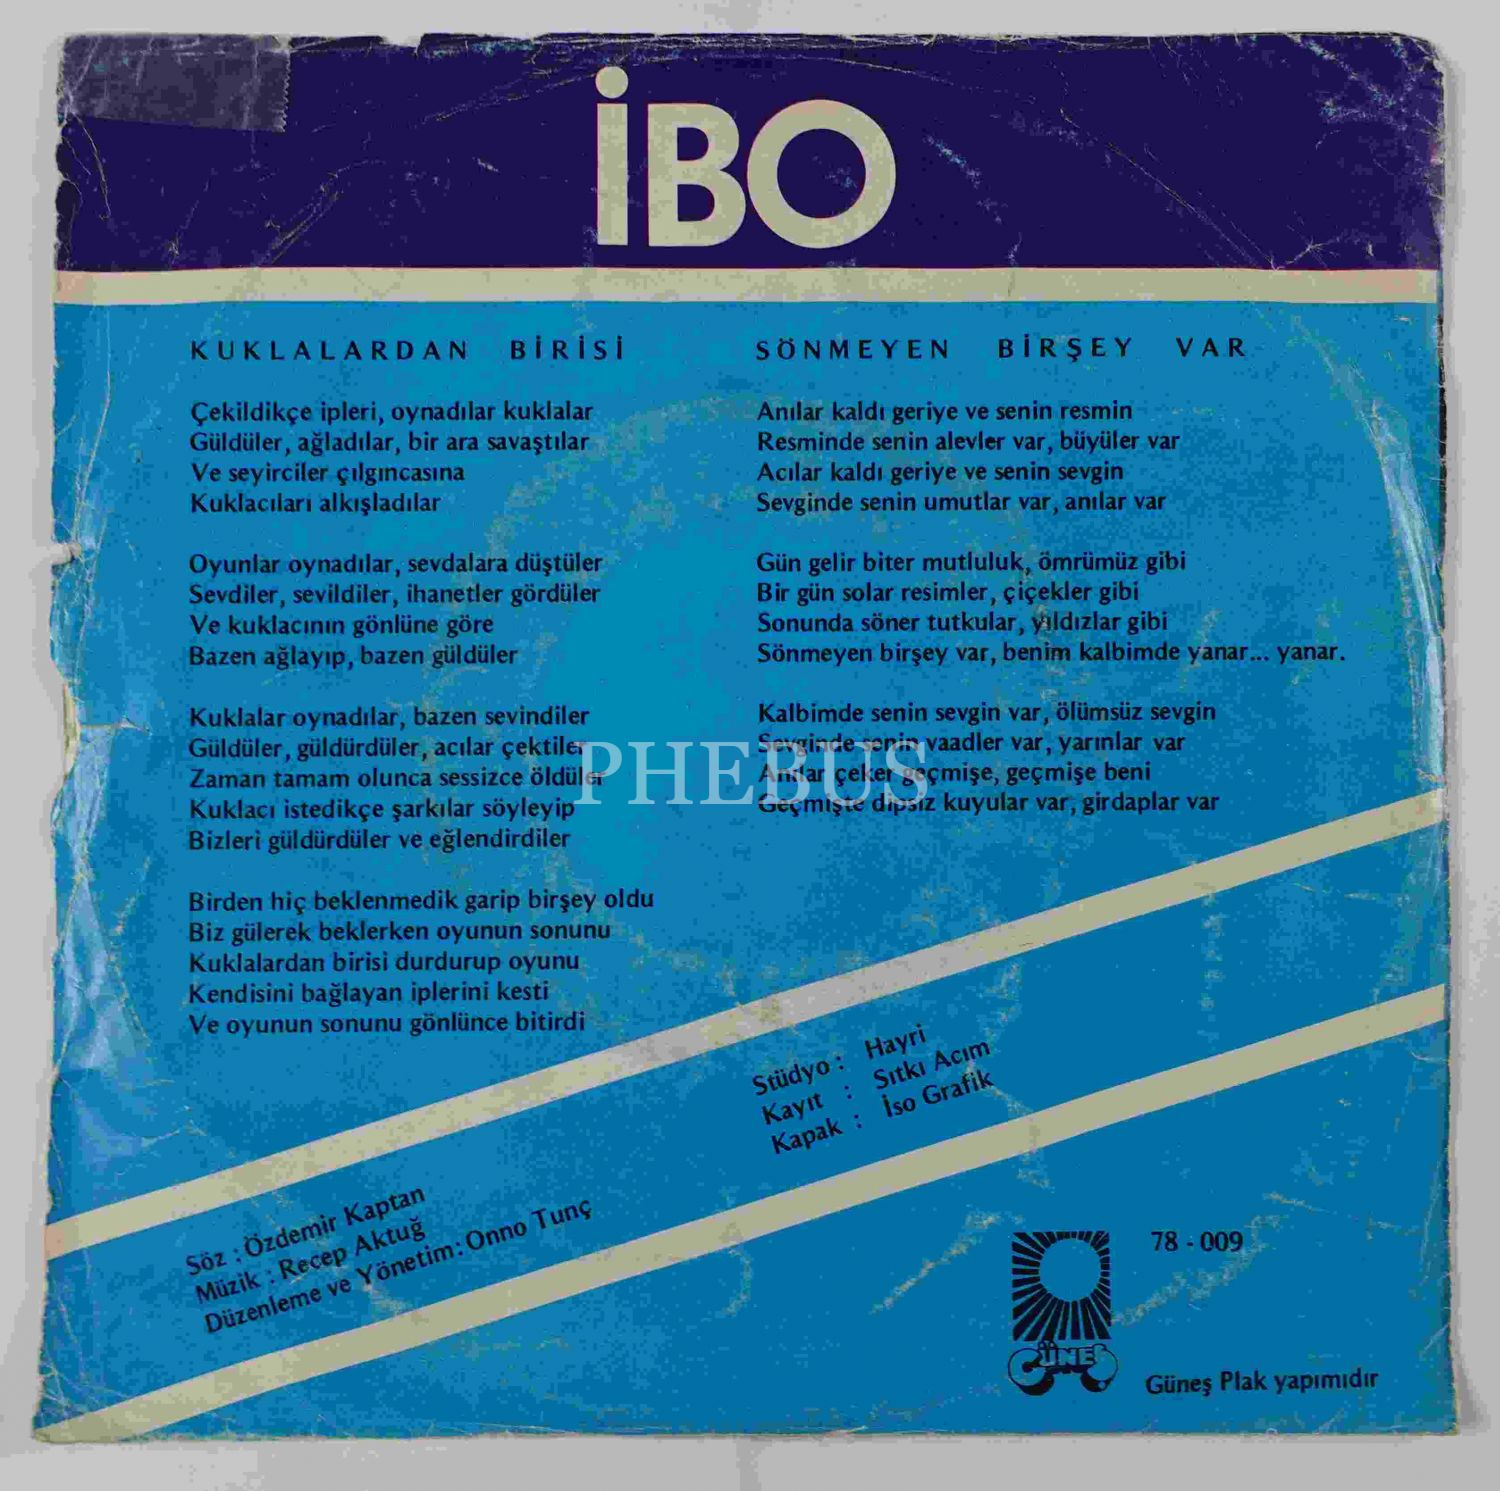 İBO
KUKLALARDAN BİRİSİ
Çekildikçe ipleri, oynadılar kuklalar
Güldüler, ağladılar, bir ara savaştılar
Ve seyirciler çılgıncasına
Kuklacıları alkışladılar
Oyunlar oynadılar, sevdalara düştüler
Sevdiler, sevildiler, ihanetler gördüler
Ve kuklacının gönlüne göre
Bazen ağlayıp, bazen güldüler
Kuklalar oynadılar, bazen sevindiler
Güldüler, güldürdüler, acılar çektiler
Zaman tamam olunca sessizce öldüler
Kuklacı istedikçe şarkılar söyleyip
Bizleri güldürdüler ve eğlendirdiler
Birden hiç beklenmedik garip birşey oldu
Biz gülerek beklerken oyunun sonunu
Kuklalardan birisi durdurup oyunu
Kendisini bağlayan iplerini kesti
Ve oyunun sonunu gönlünce bitirdi
SÖNMEYEN BİRŞEY VAR
Anılar kaldı geriye ve senin resmin
Resminde senin alevler var, büyüler var
Acılar kaldı geriye ve senin sevgin
Sevginde senin umutlar var, anılar var
Gün gelir biter mutluluk, ömrümüz gibi
Bir gün solar resimler, çiçekler gibi
Sonunda söner tutkular, yıldızlar gibi
Sönmeyen birşey var, benim kalbimde yanar... yanar.
Kalbimde senin sevgin var, ölümsüz sevgin
Sevginde senin vaadler var, yarınlar var
Anılar çeker geçmişe, geçmişe beni
Geçmişte dipsiz kuyular var, girdaplar var
PHEBUS
Stüdyo : Hayri
Kayıt : Sıtkı Acım
Kapak : İso Grafik
Söz : Özdemir Kaptan
Müzik : Recep Aktuğ
Düzenleme ve Yönetim : Onno Tunç
78 - 009
GÜNEŞ
Güneş Plak yapımıdır